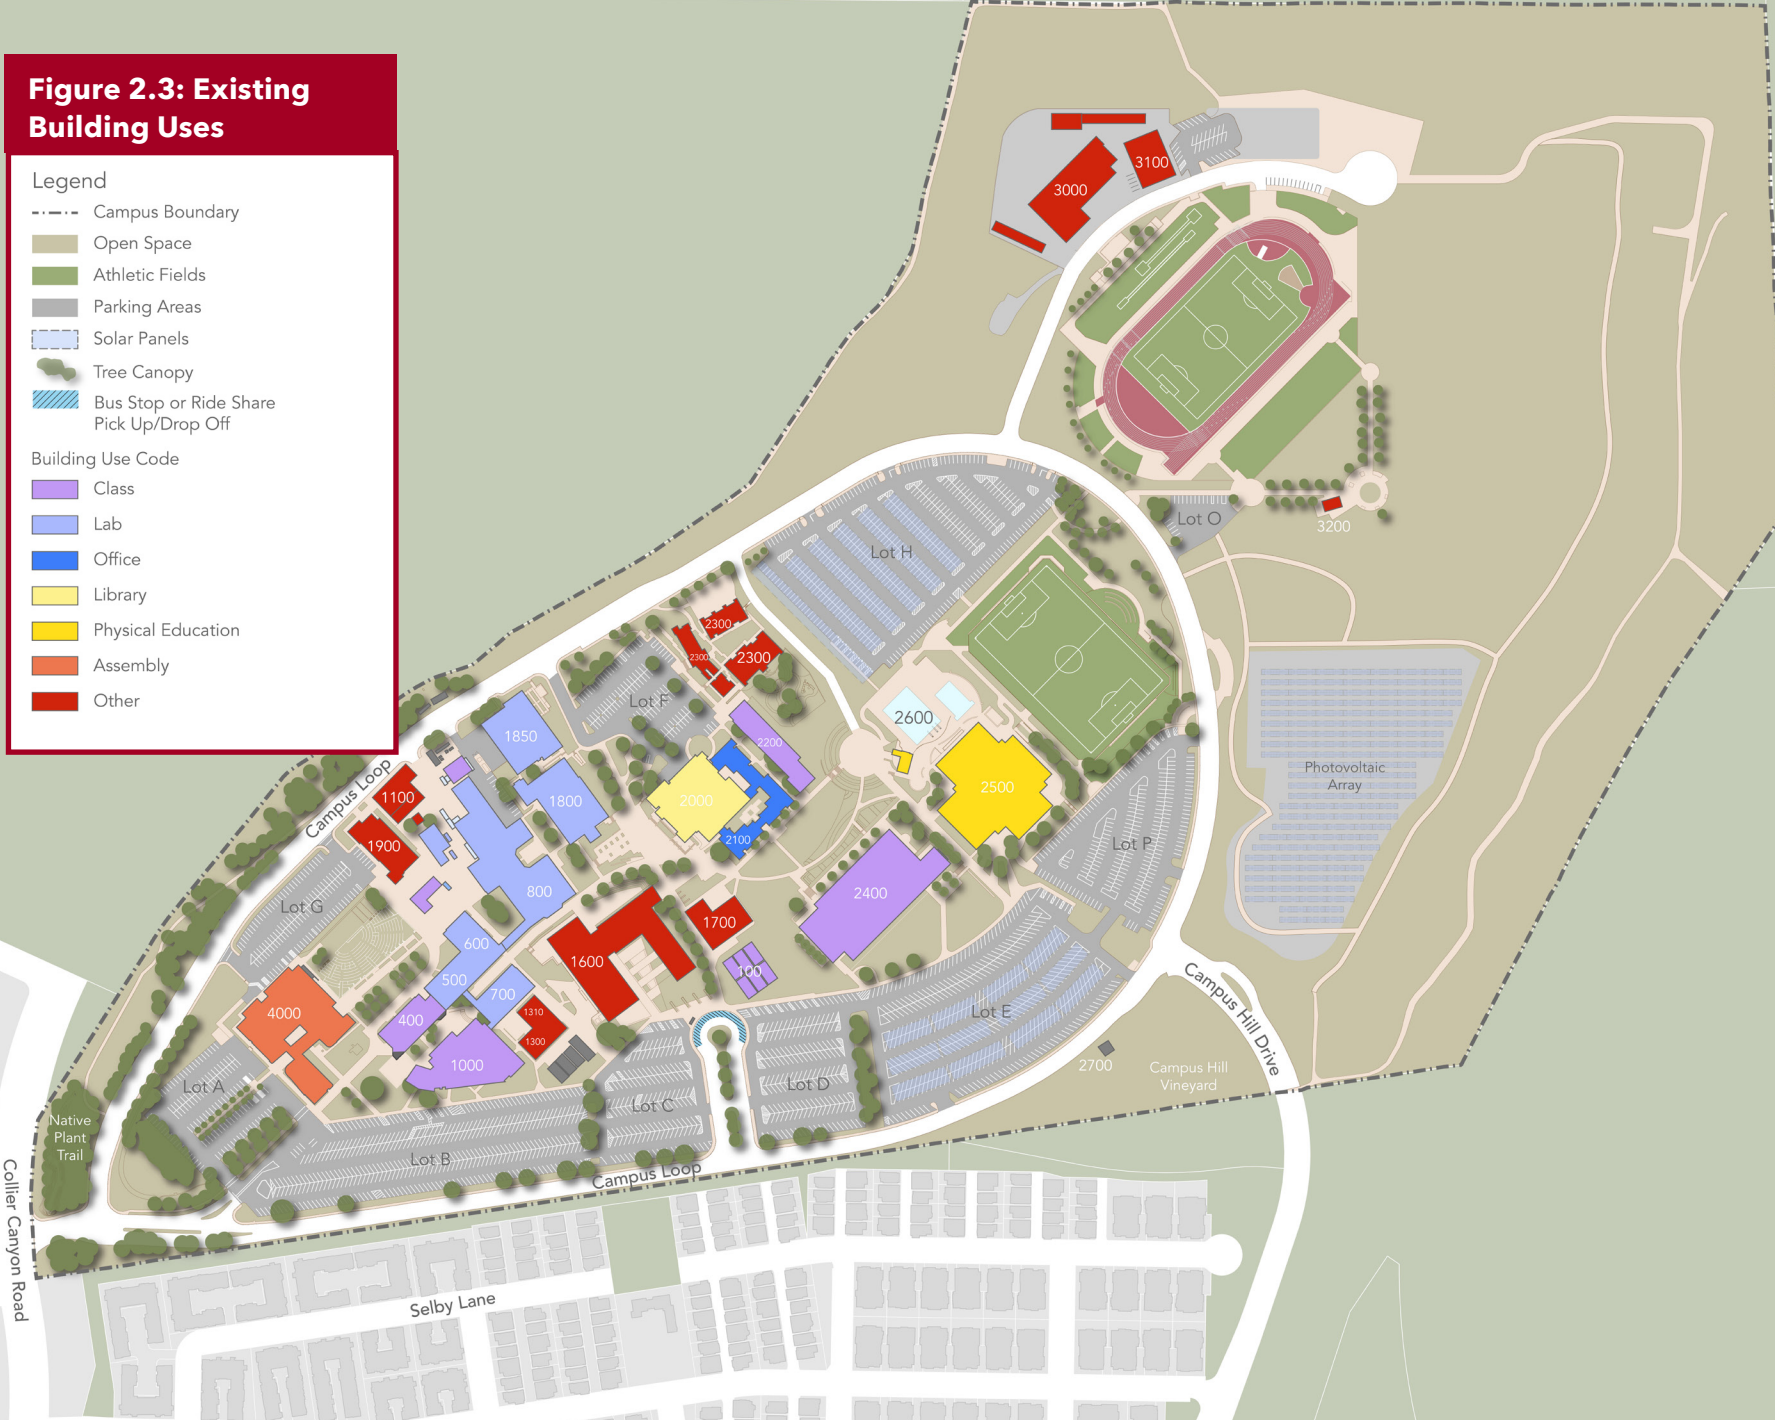 Figure 2.3: Existing
Building Uses
Legend
Campus Boundary
Open Space
Athletic Fields
Parking Areas
Solar Panels
Tree Canopy
Bus Stop or Ride Share
Pick Up/Drop Off
Building Use Code
Class
Lab
Office
Library
Physical Education
Assembly
Other
3100
3000
Lot O
3200
Lot H
2300
2300
2300
Lot F
2600
2200
1850
Photovoltaic
Array
2500
1100
1800
2000
Campus Loop
2100
1900
Lot P
800
2400
Lot G
1700
600
1600
100
500
700
Campus Hill Drive
4000
400
1310
1300
Lot E
1000
2700
Campus Hill
Vineyard
Lot A
Lot D
Lot C
Native
Plant
Trail
Lot B
Campus Loop
Collier Canyon Road
Selby Lane